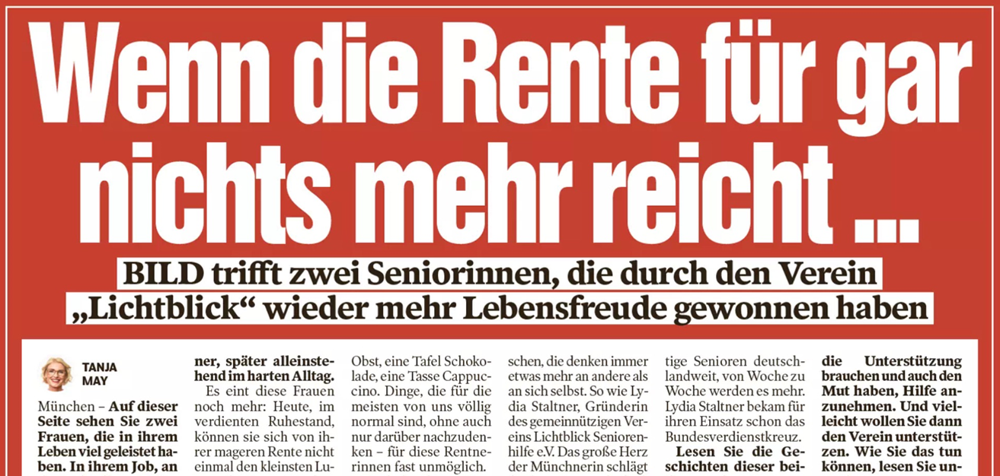 Wenn die Rente für gar
nichts mehr reicht ...
BILD trifft zwei Seniorinnen, die durch den Verein
„Lichtblick“ wieder mehr Lebensfreude gewonnen haben
TANJA
MAY
München – Auf dieser
Seite sehen Sie zwei
Frauen, die in ihrem
Leben viel geleistet ha-
ben. In ihrem Job, an
ner, später alleinste-
hend im harten Alltag.
Es eint diese Frauen
noch mehr: Heute, im
verdienten Ruhestand,
können sie sich von ih-
rer mageren Rente nicht
einmal den kleinsten Lu-
Obst, eine Tafel Schoko-
lade, eine Tasse Cappuc-
cino. Dinge, die für die
meisten von uns völlig
normal sind, ohne auch
nur darüber nachzuden-
ken – für diese Rentne-
rinnen fast unmöglich.
schen, die denken immer
etwas mehr an andere als
an sich selbst. So wie Ly-
dia Staltner, Gründerin
des gemeinnützigen Ver-
eins Lichtblick Senioren-
hilfe e.V. Das große Herz
der Münchnerin schlägt
tige Senioren deutsch-
landweit, von Woche zu
Woche werden es mehr.
Lydia Staltner bekam für
ihren Einsatz schon das
Bundesverdienstkreuz.
Lesen Sie die Ge-
schichten dieser bei-
die Unterstützung
brauchen und auch den
Mut haben, Hilfe an-
zunehmen. Und viel-
leicht wollen Sie dann
den Verein unterstüt-
zen. Wie Sie das tun
können, lesen Sie un-